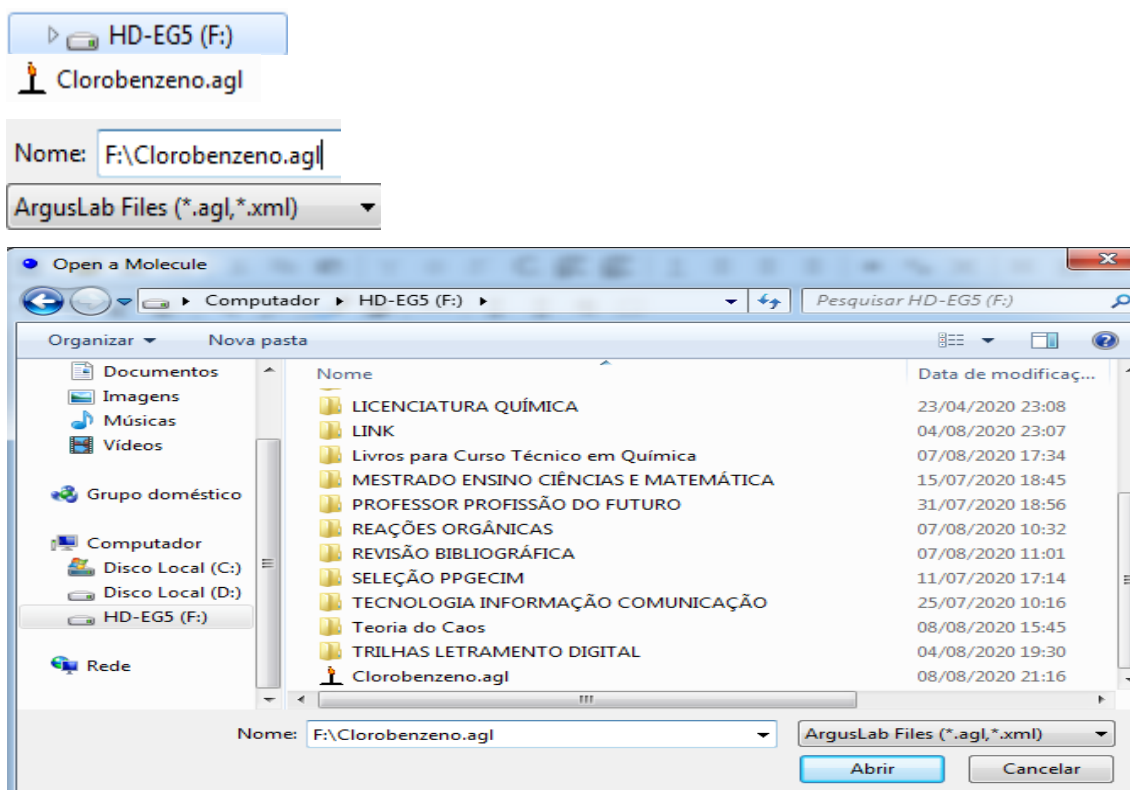 HD-EG5 (F:)
Clorobenzeno.agl
Nome: F:\Clorobenzeno.agl
ArgusLab Files (*.agl,*.xml)
Open a Molecule
Computador HD-EG5 (F:) Pesquisar HD-EG5 (F:)
Organizar Nova pasta
Documentos
Imagens
Músicas
Vídeos
Grupo doméstico
Computador
Disco Local (C:)
Disco Local (D:)
HD-EG5 (F:)
Rede
Nome Data de modificaç...
LICENCIATURA QUÍMICA 23/04/2020 23:08
LINK 04/08/2020 23:07
Livros para Curso Técnico em Química 07/08/2020 17:34
MESTRADO ENSINO CIÊNCIAS E MATEMÁTICA 15/07/2020 18:45
PROFESSOR PROFISSÃO DO FUTURO 31/07/2020 18:56
REAÇÕES ORGÂNICAS 07/08/2020 10:32
REVISÃO BIBLIOGRÁFICA 07/08/2020 11:01
SELEÇÃO PPGECIM 11/07/2020 17:14
TECNOLOGIA INFORMAÇÃO COMUNICAÇÃO 25/07/2020 10:16
Teoria do Caos 08/08/2020 15:45
TRILHAS LETRAMENTO DIGITAL 04/08/2020 19:30
Clorobenzeno.agl 08/08/2020 21:16
Nome: F:\Clorobenzeno.agl ArgusLab Files (*.agl,*.xml)
Abrir Cancelar